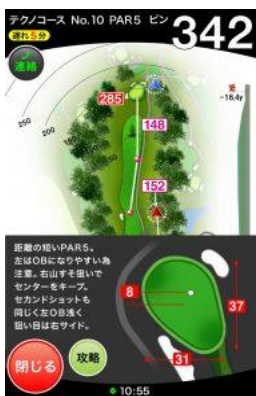 テクノコース No.10 PAR5 ピン
342
遅れ5分
連絡
-16.4y
285
148
250
200
150
152
距離の短いPAR5。
左はOBになりやすい為
注意。右山すそ狙いで
センターをキープ。
セカンドショットも
同じく左OB浅く
狙い目は右サイド。
8
37
31
閉じる
攻略
10:55